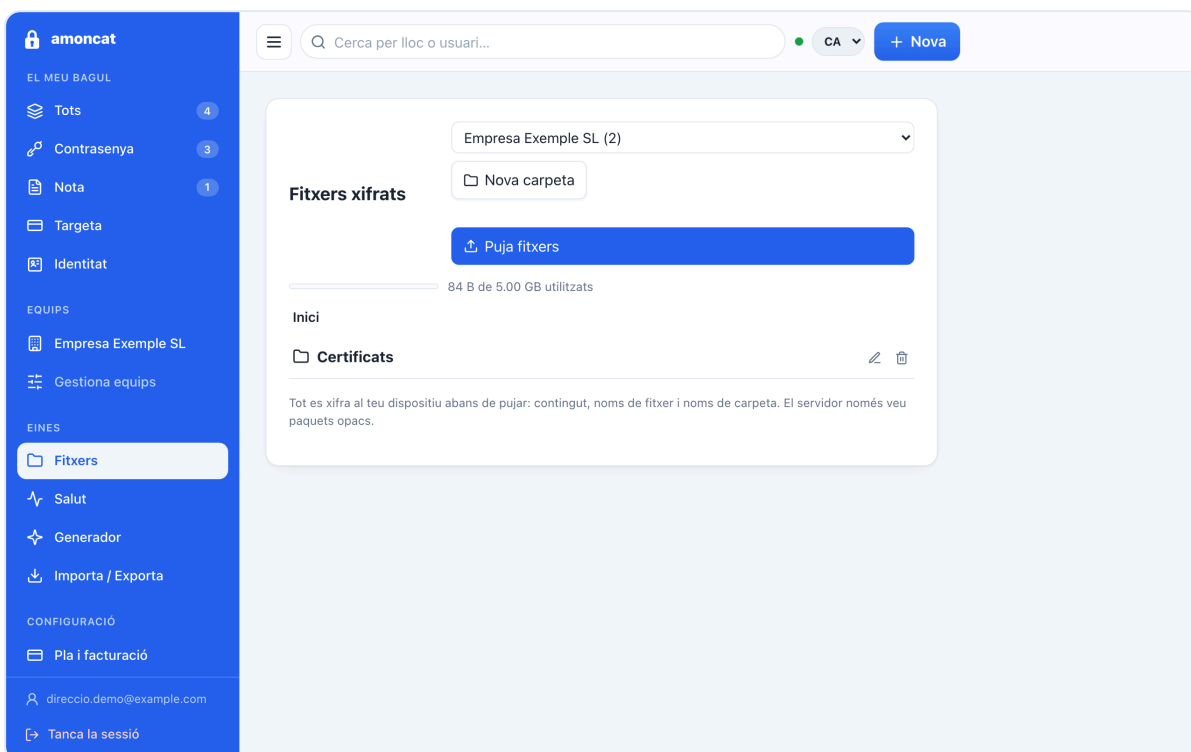 amoncat
EL MEU BAGUL
Tots 4
Contrasenya 3
Nota 1
Targeta
Identitat
EQUIPS
Empresa Exemple SL
Gestiona equips
EINES
Fitxers
Salut
Generador
Importa / Exporta
CONFIGURACIÓ
Pla i facturació
direccio.demo@example.com
Tanca la sessió
Cerca per lloc o usuari...
CA
+ Nova
Fitxers xifrats
Empresa Exemple SL (2)
Nova carpeta
Puja fitxers
84 B de 5.00 GB utilitzats
Inici
Certificats
Tot es xifra al teu dispositiu abans de pujar: contingut, noms de fitxer i noms de carpeta. El servidor només veu
paquets opacs.